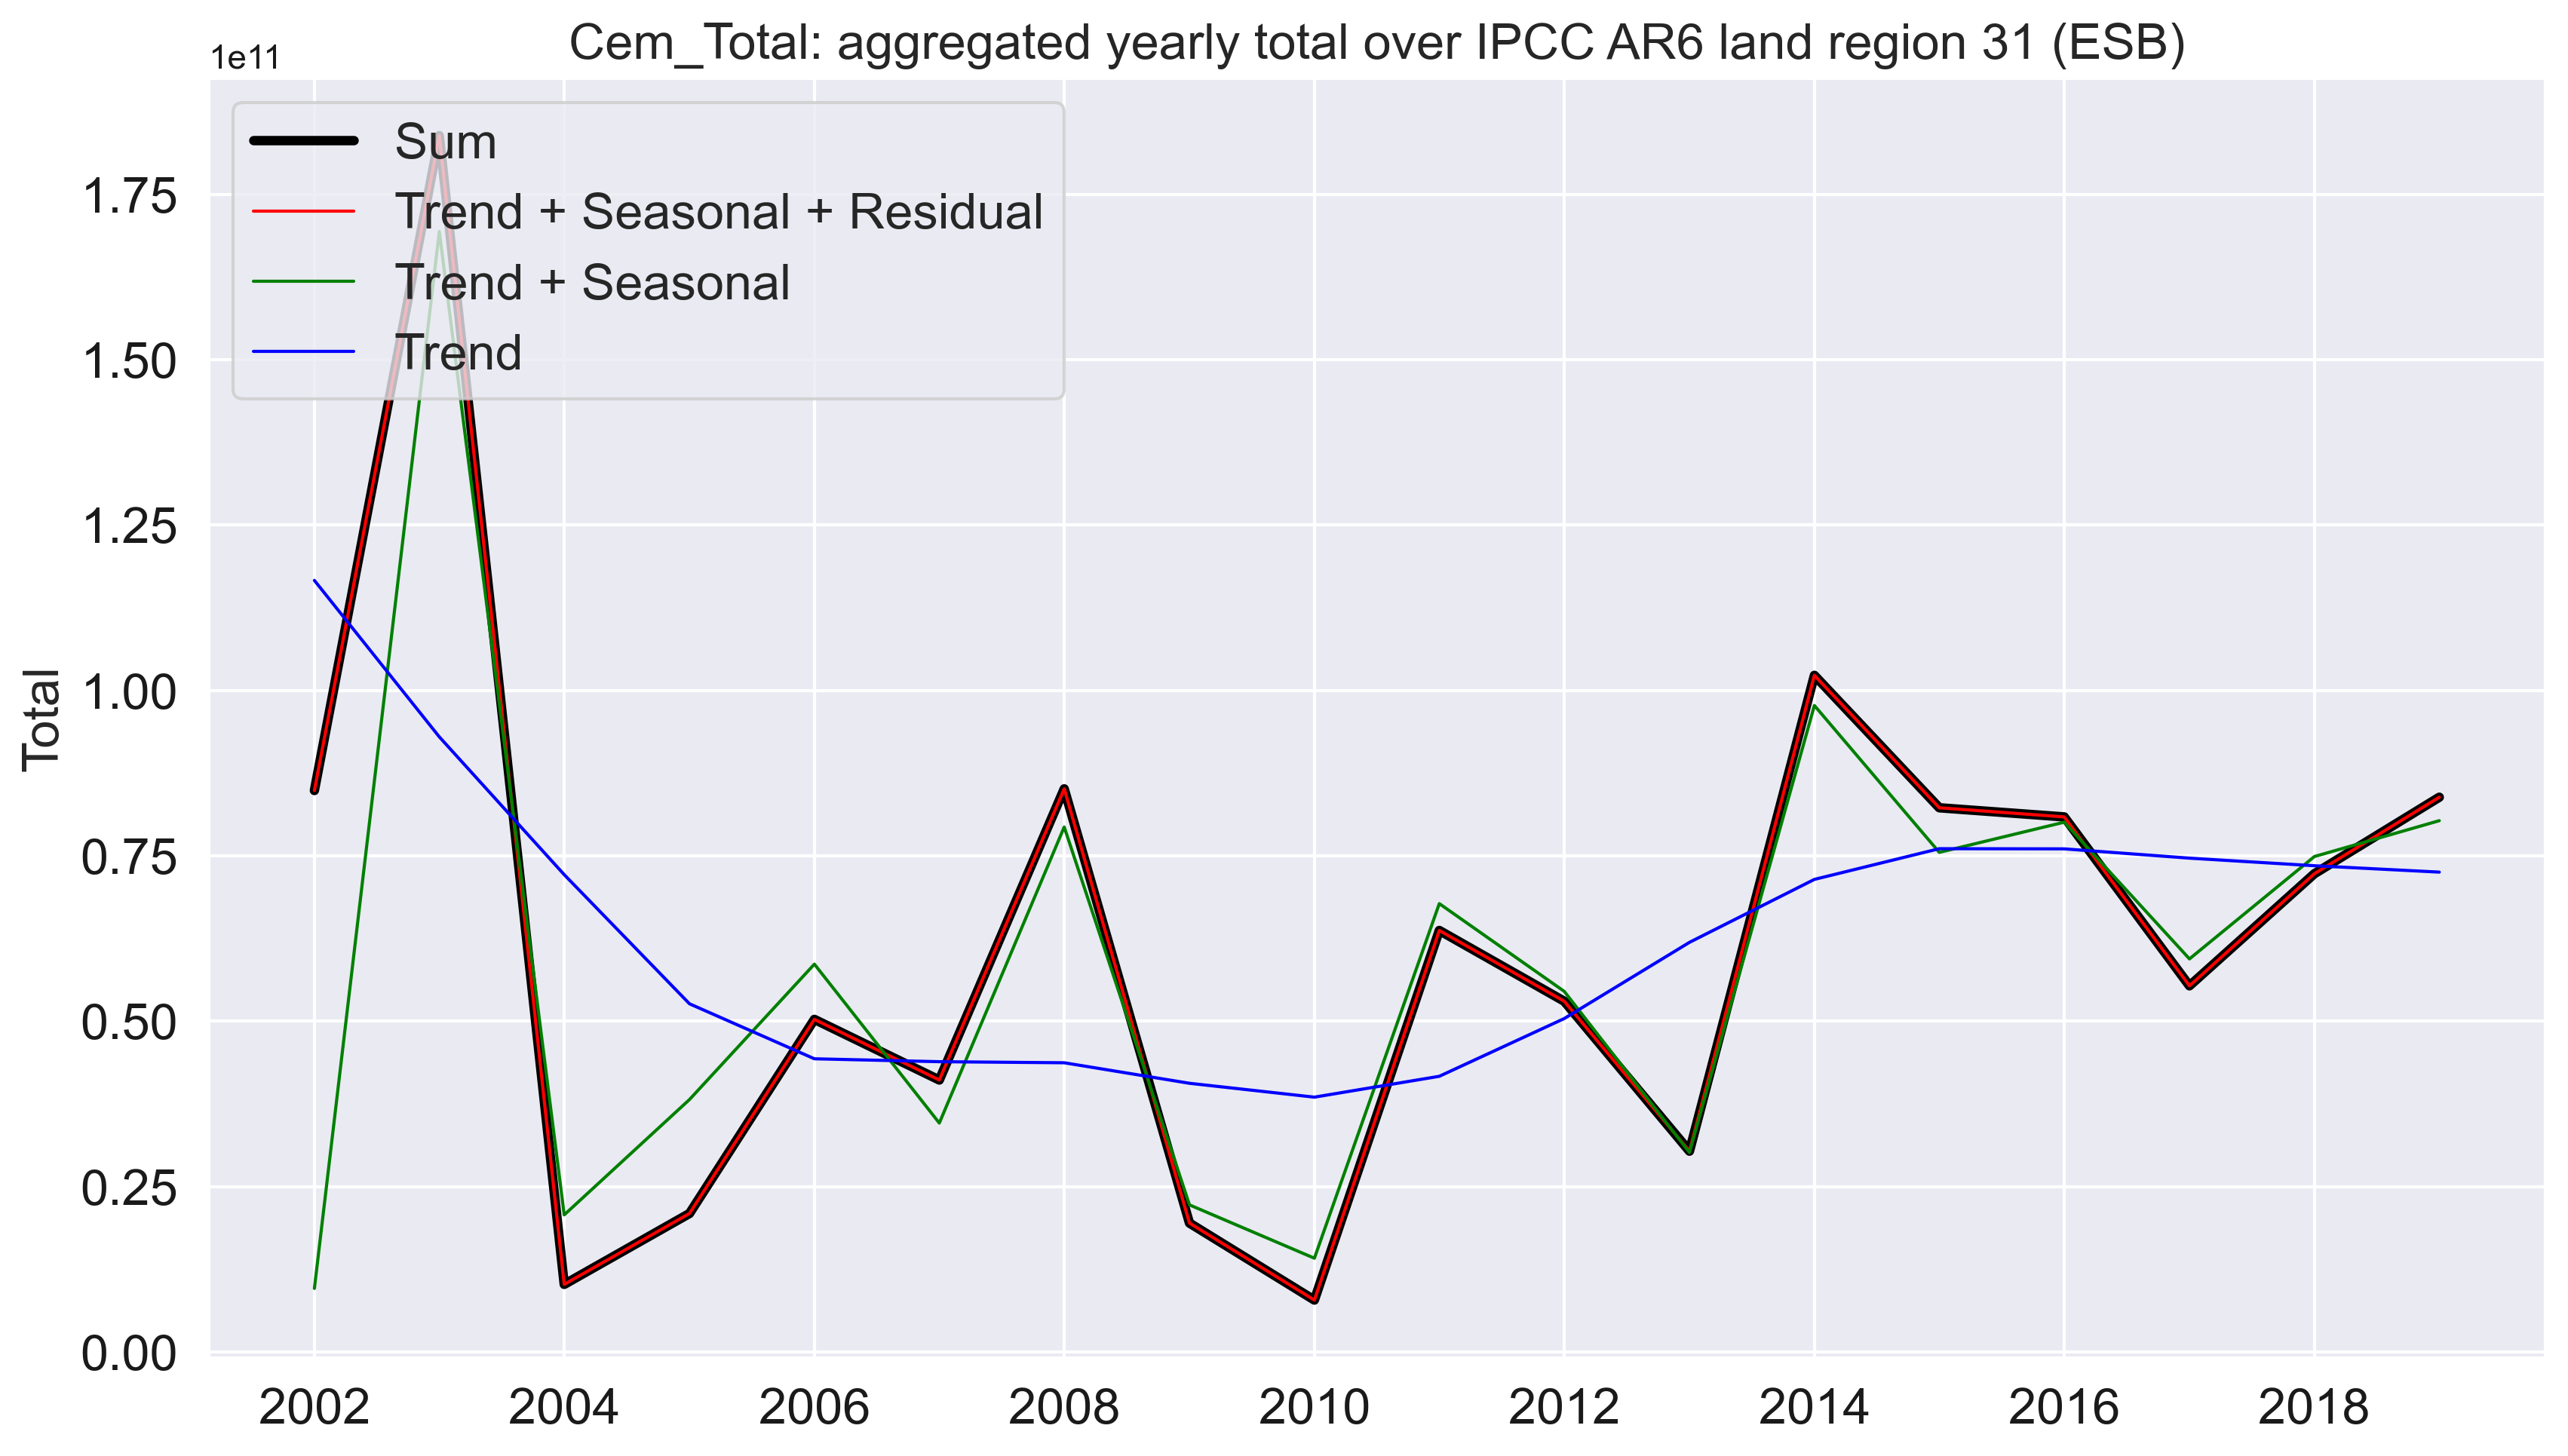 Cem_Total: aggregated yearly total over IPCC AR6 land region 31 (ESB)
1e11
Sum
Trend + Seasonal + Residual
Trend + Seasonal
Trend
1.75
1.50
1.25
1.00
0.75
0.50
0.25
0.00
Total
2002 2004 2006 2008 2010 2012 2014 2016 2018